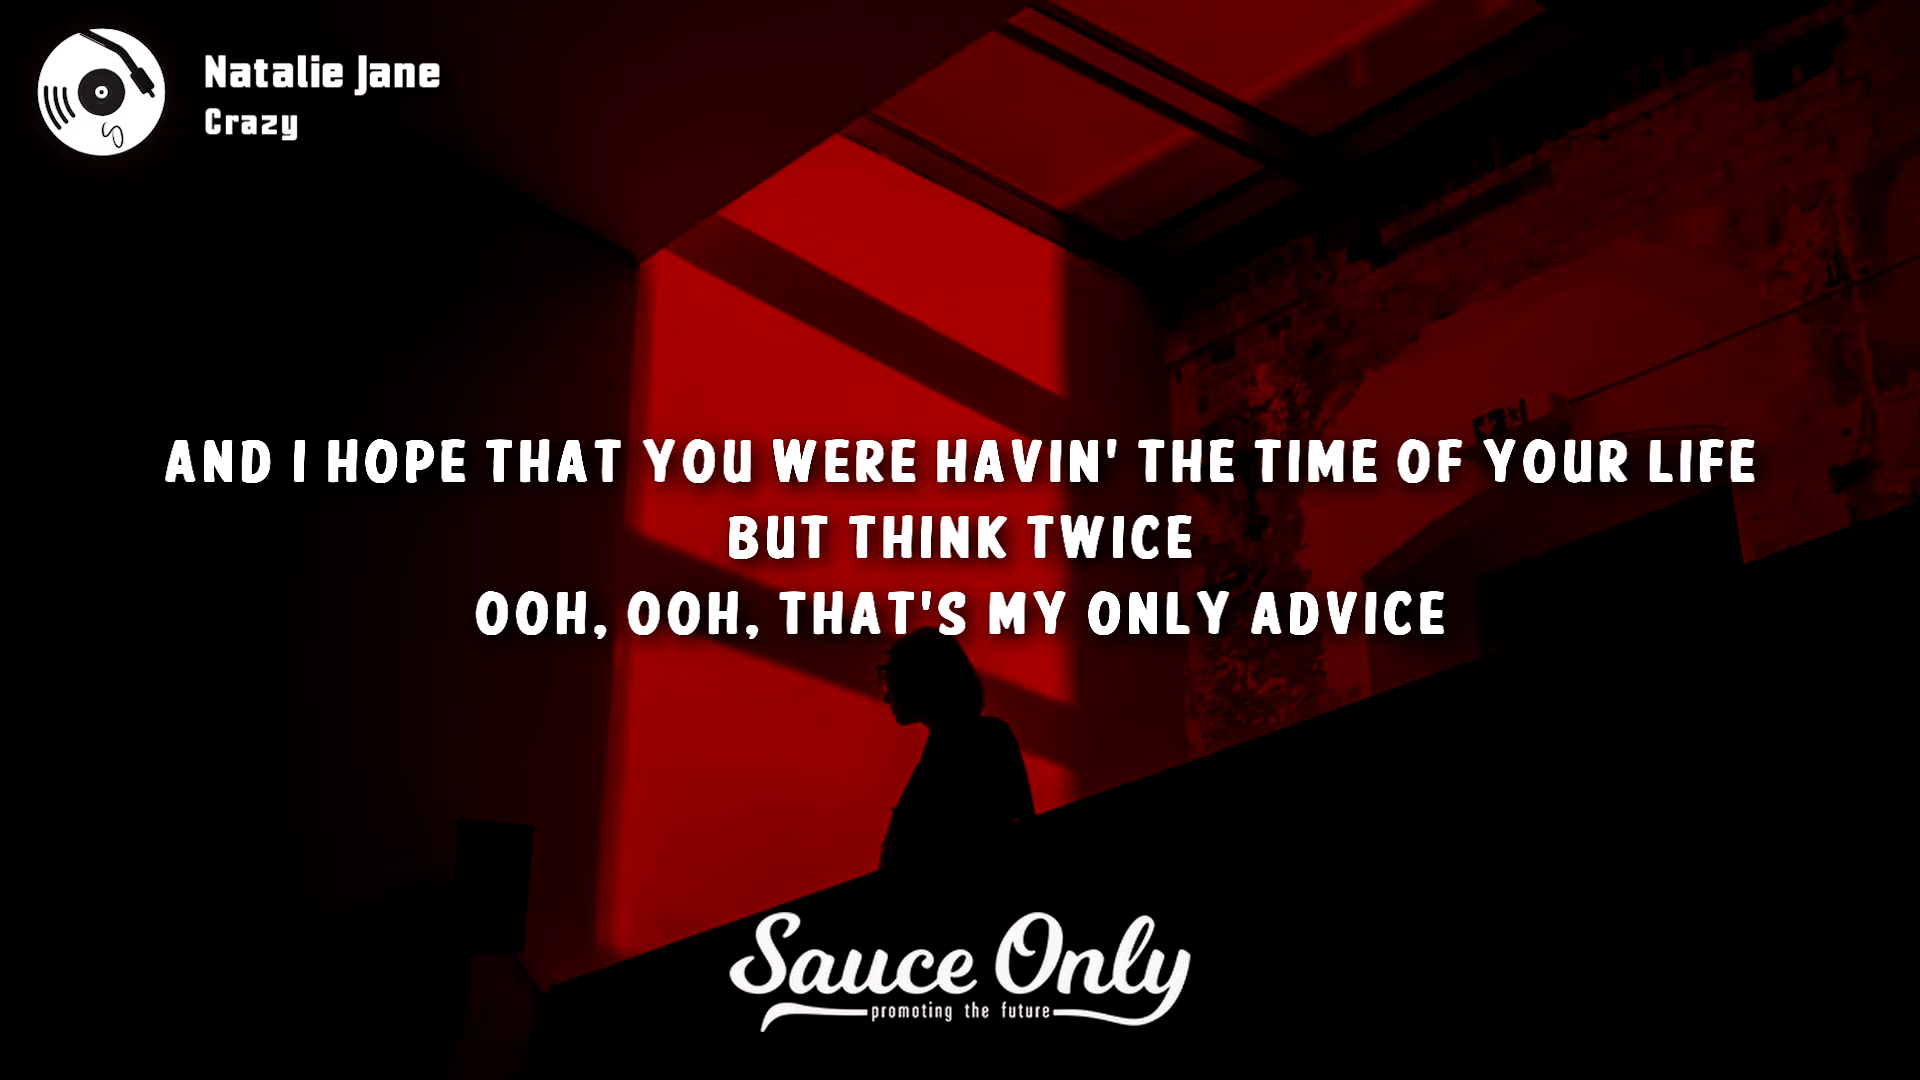 Natalie Jane
Crazy
AND I HOPE THAT YOU WERE HAVIN' THE TIME OF YOUR LIFE
BUT THINK TWICE
OOH, OOH, THAT'S MY ONLY ADVICE
Sauce Only
promoting the future